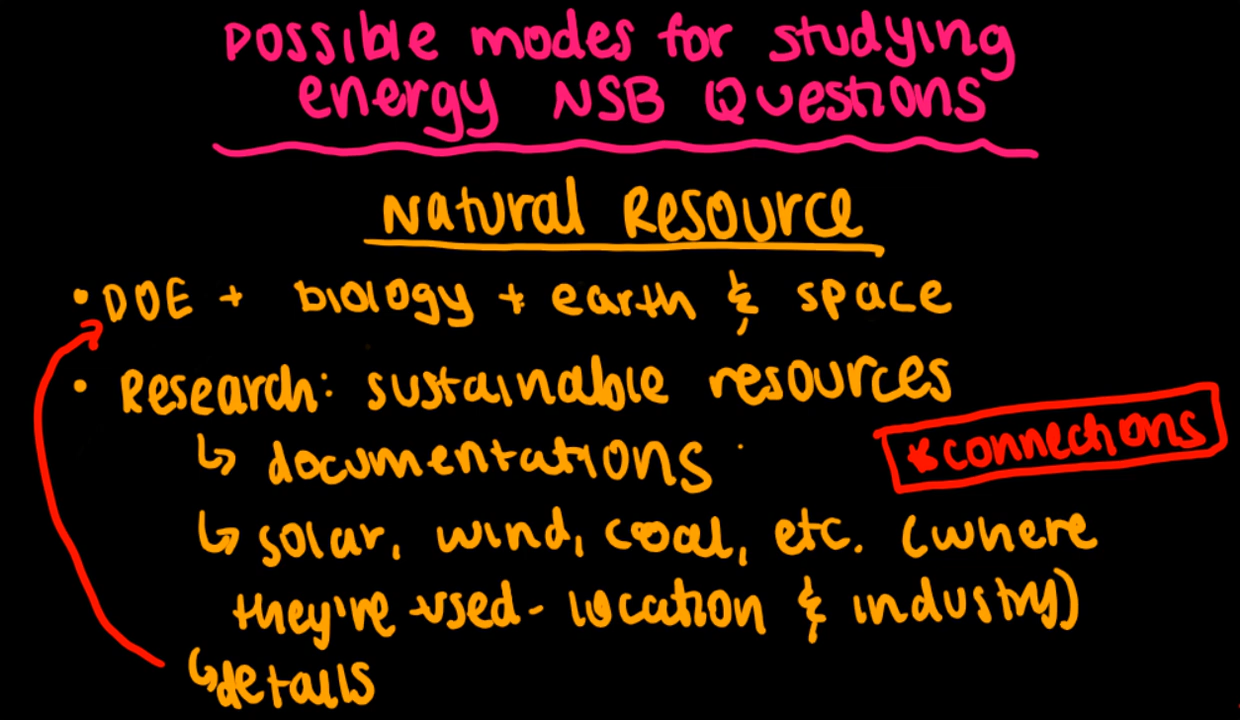 Possible modes for studying
energy NSB Questions
Natural Resource
• DOE + biology + earth & space
• Research: sustainable resources
↳ documentations
*connections
↳ solar, wind, coal, etc. (where
they're used - location & industry)
↳ details